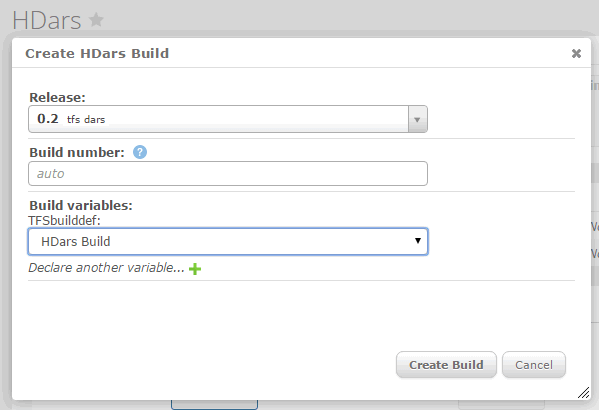 HDars
Create HDars Build
Release:
0.2 tfs dars
Build number: ?
auto
Build variables:
TFSbuilddef:
HDars Build
Declare another variable...
Create Build Cancel